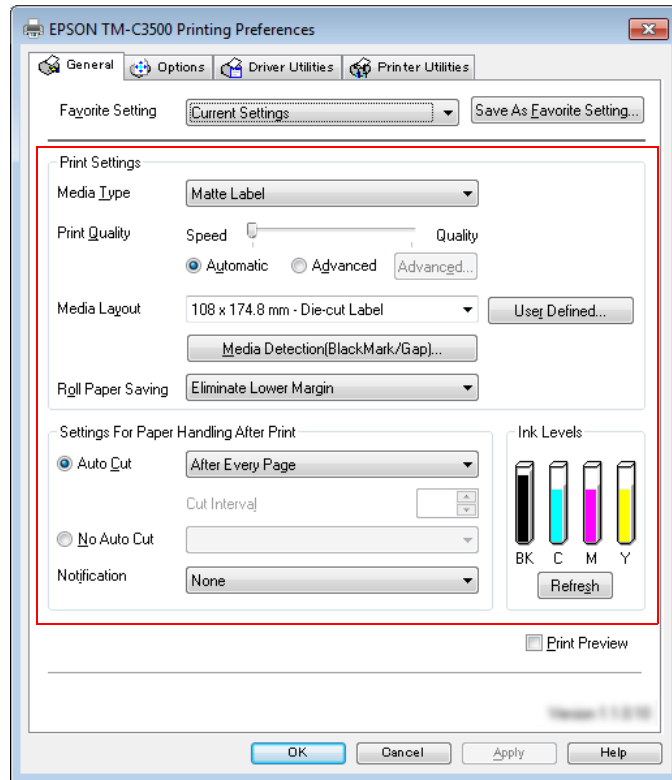 EPSON TM-C3500 Printing Preferences
General Options Driver Utilities Printer Utilities
Favorite Setting Current Settings Save As Favorite Setting...
Print Settings
Media Type Matte Label
Print Quality Speed Quality
Automatic Advanced Advanced...
Media Layout 108 x 174.8 mm - Die-cut Label User Defined...
Media Detection(BlackMark/Gap)...
Roll Paper Saving Eliminate Lower Margin
Settings For Paper Handling After Print
Auto Cut After Every Page
Cut Interval
No Auto Cut
Notification None
Ink Levels
BK C M Y
Refresh
Print Preview
OK Cancel Apply Help